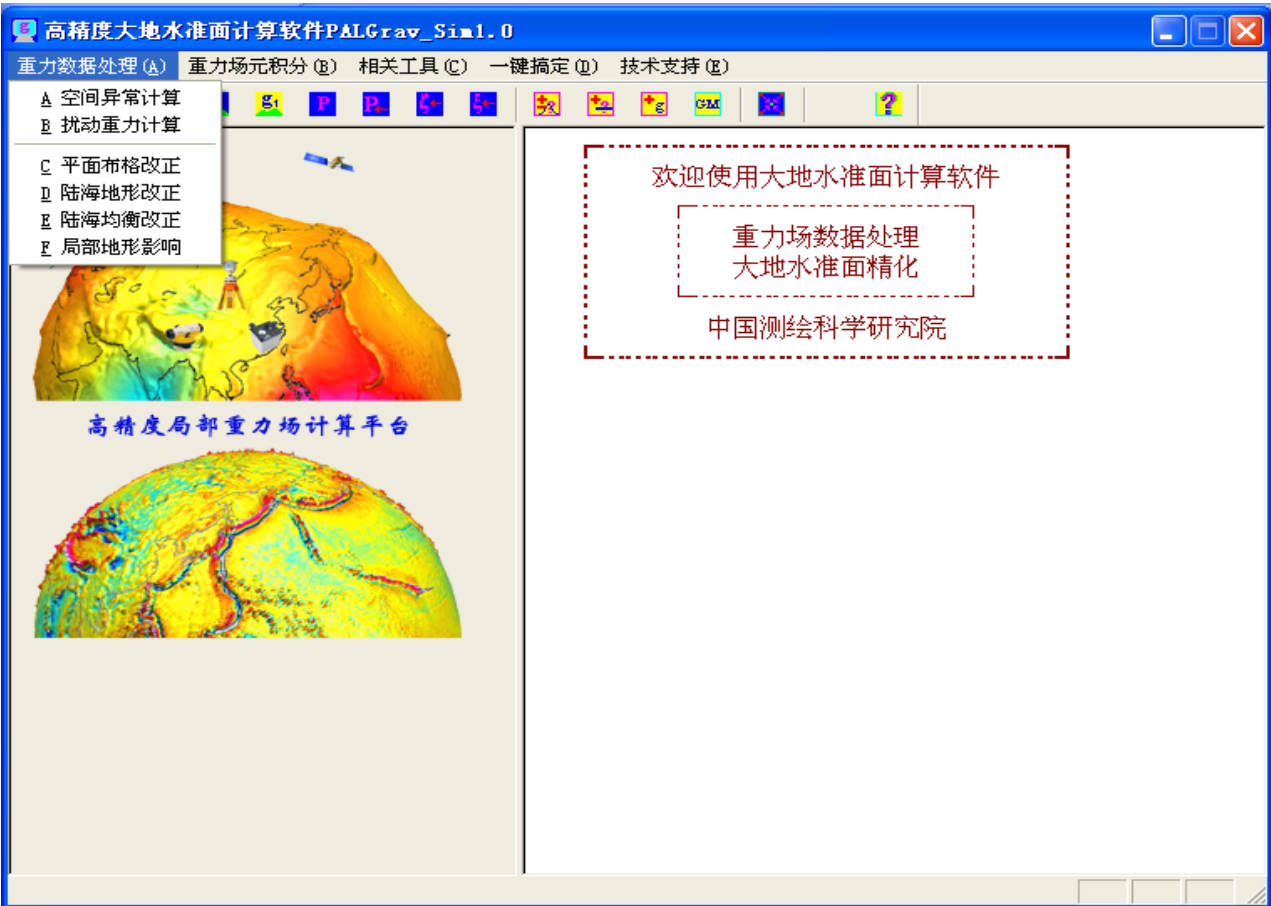 高精度大地水准面计算软件PALGrav_Sim1.0
重力数据处理(A) 重力场元积分(B) 相关工具(C) 一键搞定(D) 技术支持(E)
A 空间异常计算
B 扰动重力计算
C 平面布格改正
D 陆海地形改正
E 陆海均衡改正
F 局部地形影响
g1 P P ζ ξ GM ?
欢迎使用大地水准面计算软件
重力场数据处理
大地水准面精化
中国测绘科学研究院
高精度局部重力场计算平台